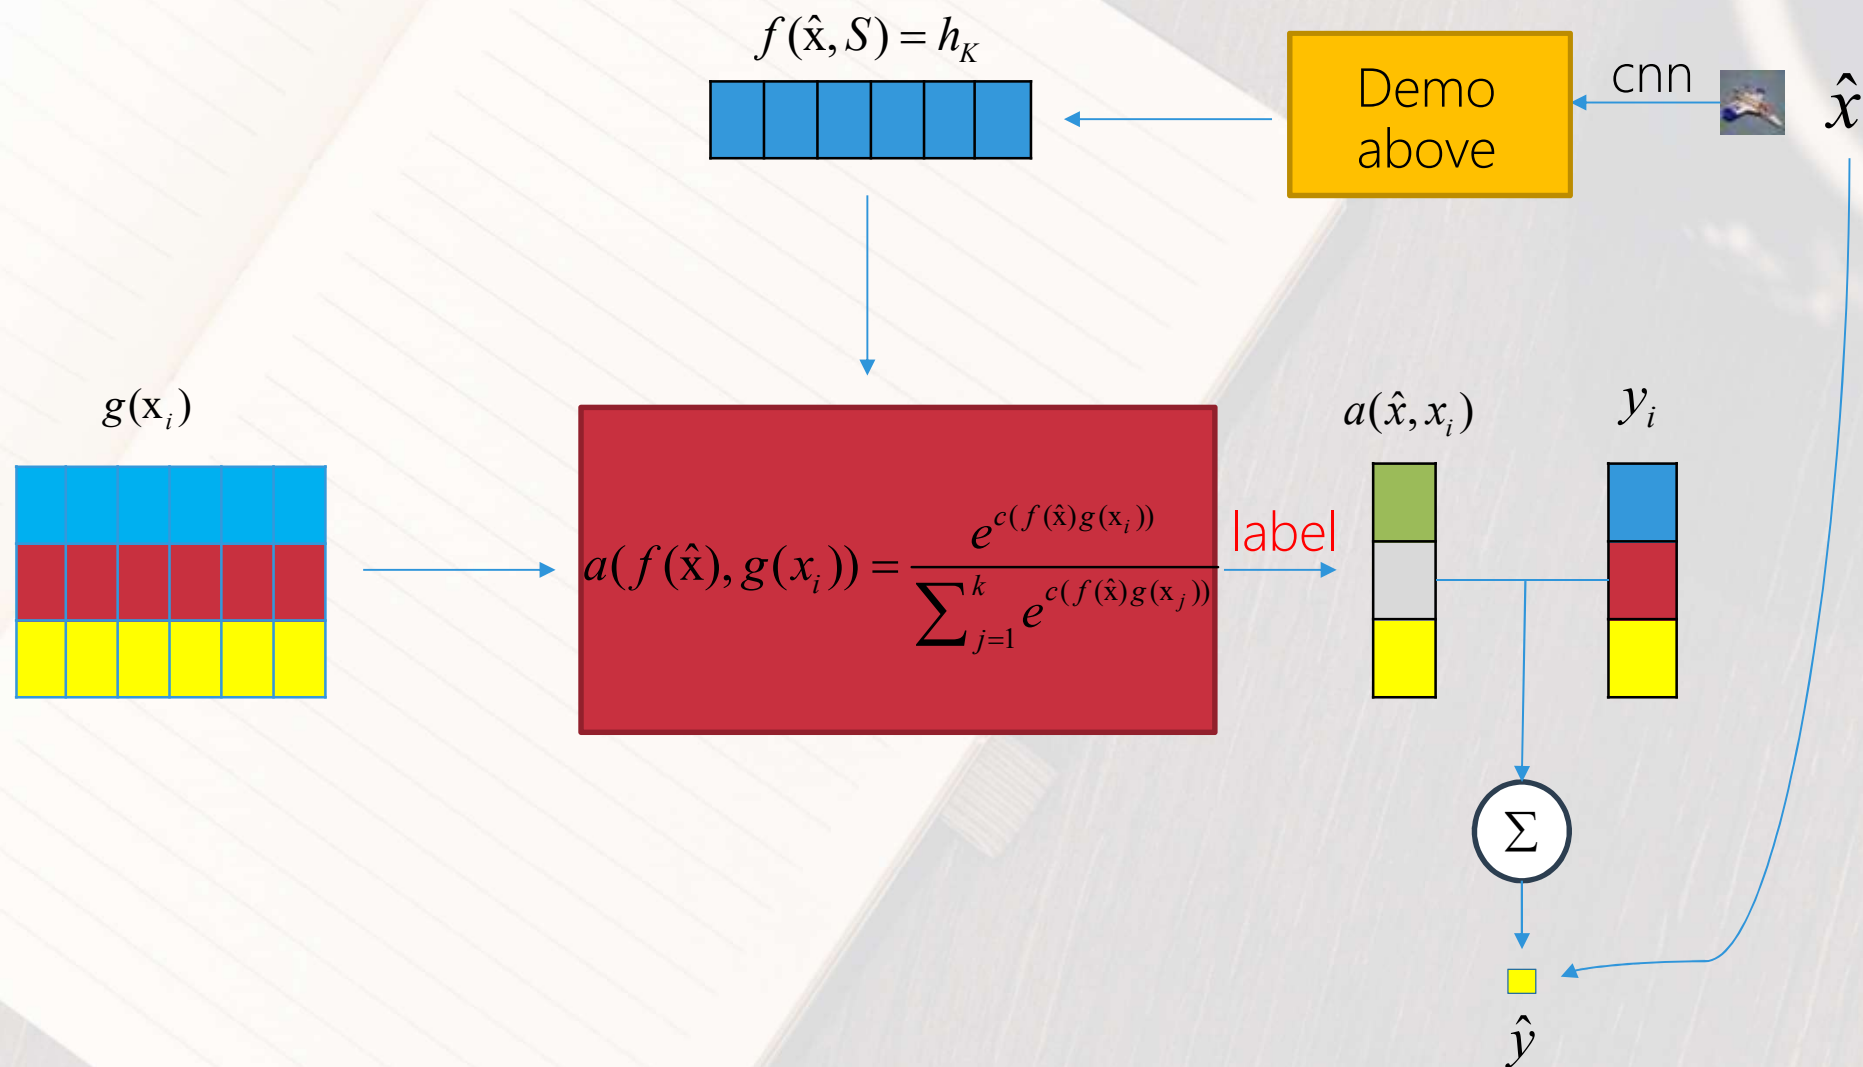 f(x̂, S) = h_K
Demo
above
cnn
x̂
g(x_i)
a(f(x̂), g(x_i)) = e^{c(f(x̂)g(x_i))} / ∑_{j=1}^{k} e^{c(f(x̂)g(x_j))}
label
a(x̂, x_i)
y_i
∑
ŷ